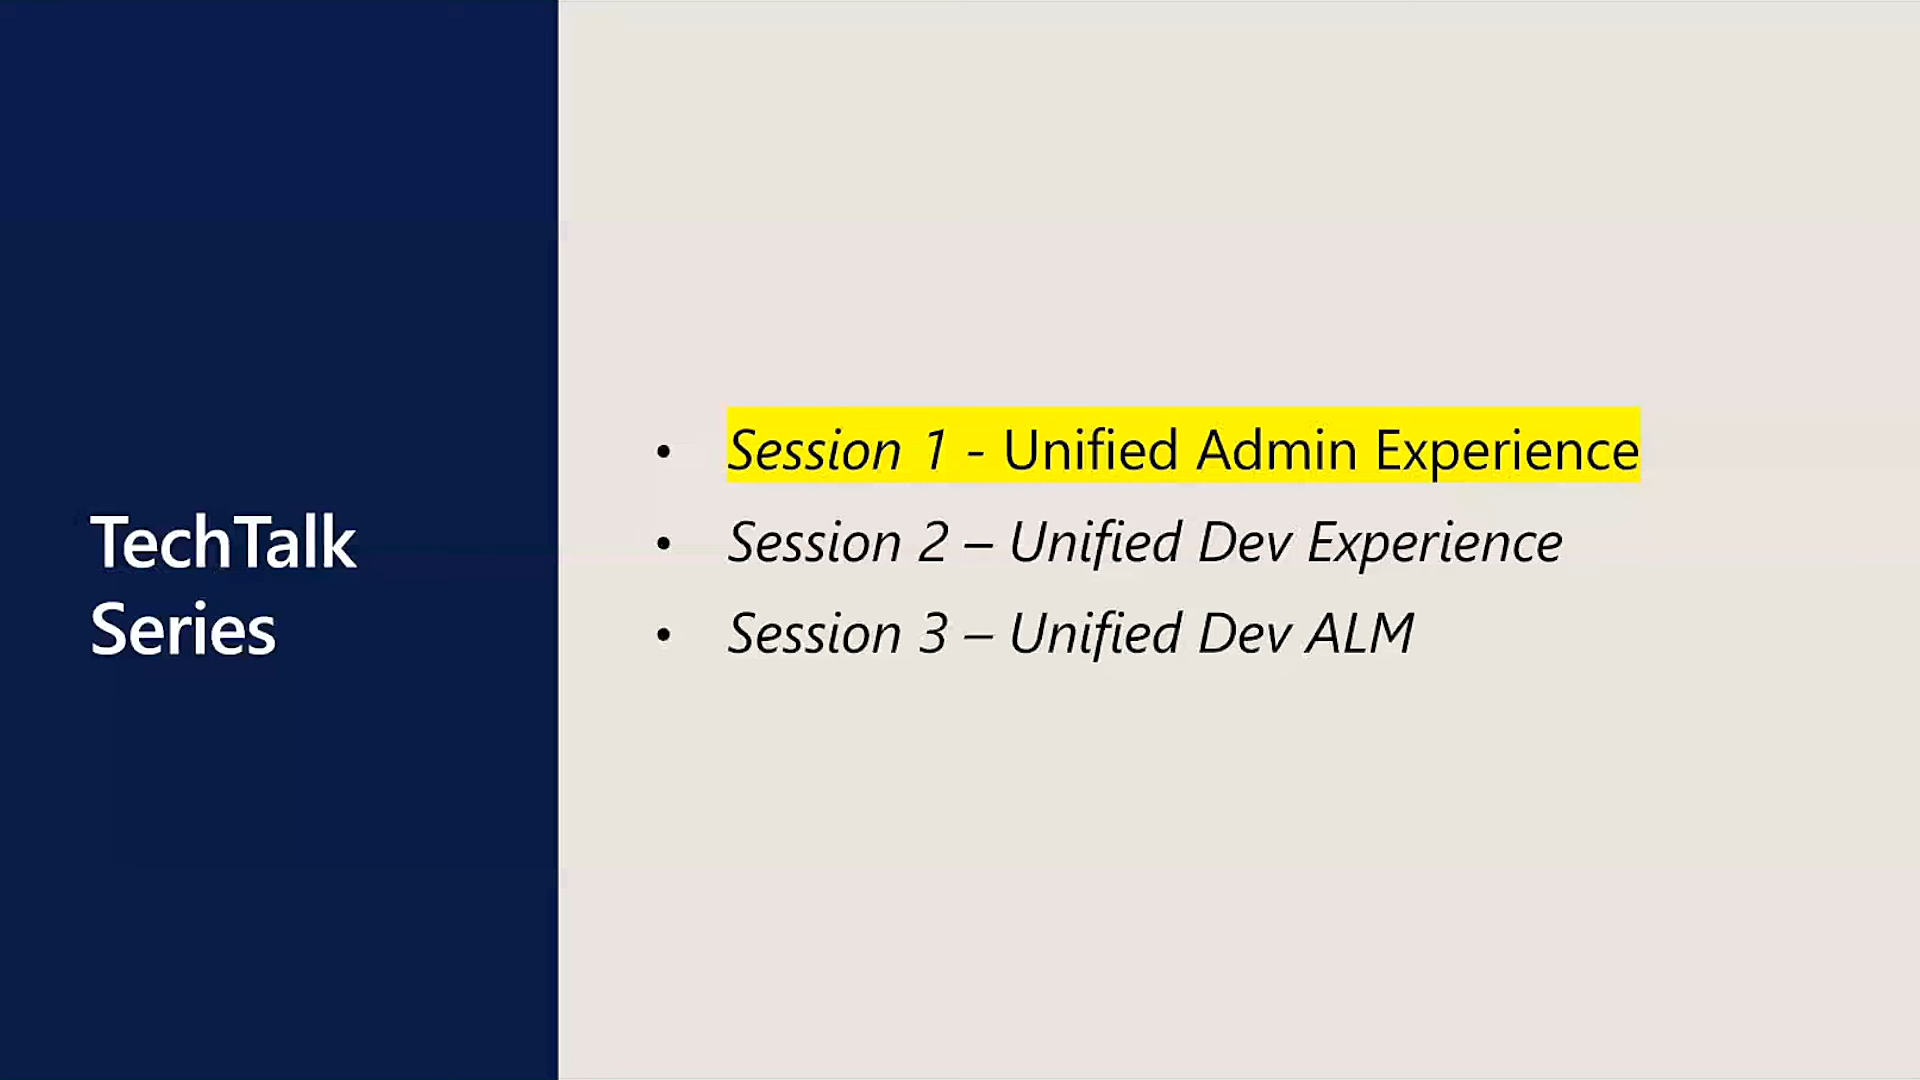 TechTalk
Series
• Session 1 - Unified Admin Experience
• Session 2 – Unified Dev Experience
• Session 3 – Unified Dev ALM